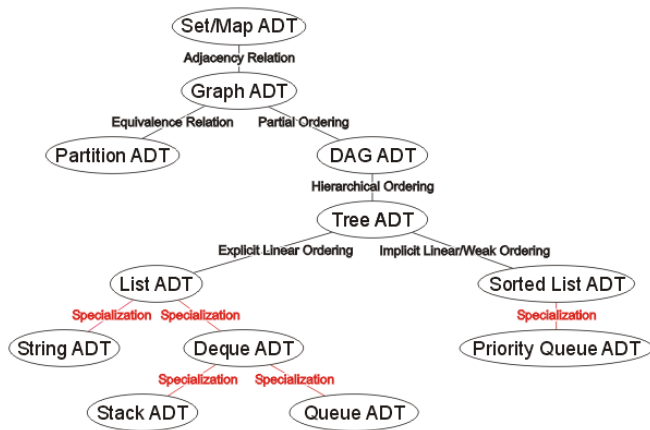 Set/Map ADT
Adjacency Relation
Graph ADT
Equivalence Relation
Partial Ordering
Partition ADT
DAG ADT
Hierarchical Ordering
Tree ADT
Explicit Linear Ordering
Implicit Linear/Weak Ordering
List ADT
Sorted List ADT
Specialization
Specialization
Specialization
String ADT
Deque ADT
Priority Queue ADT
Specialization
Specialization
Stack ADT
Queue ADT